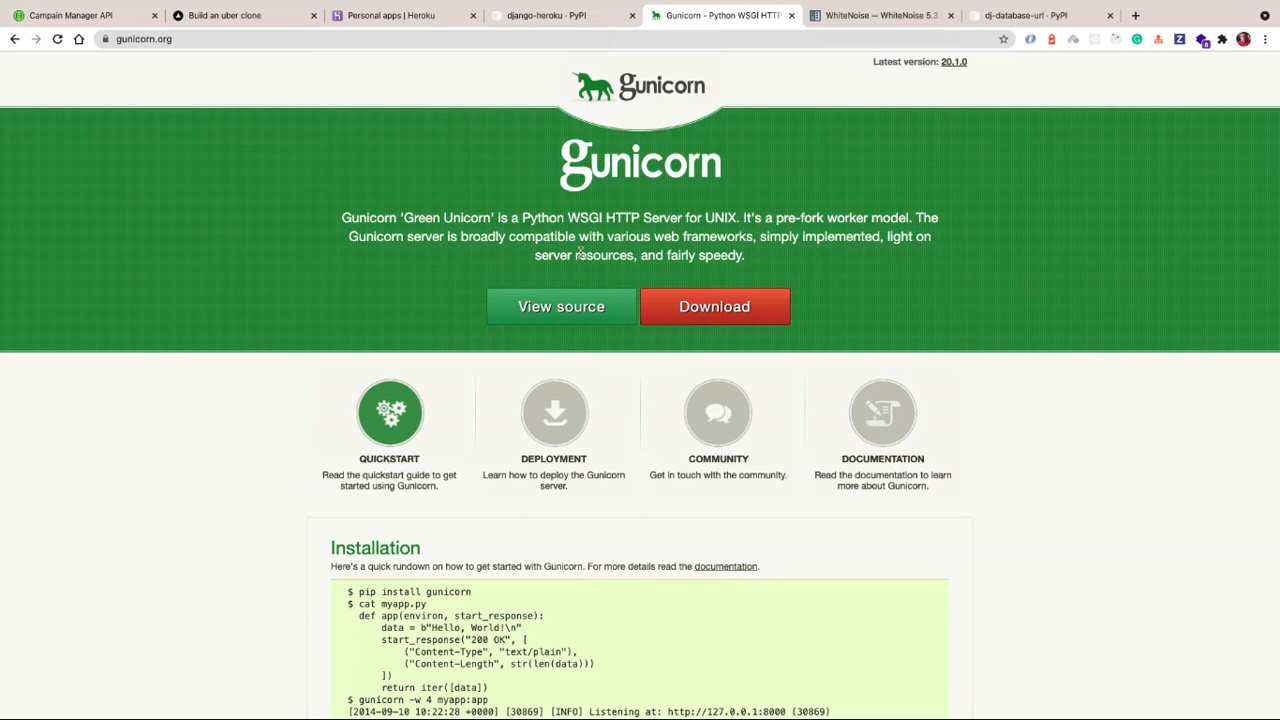 Campain Manager API
Build an uber clone
Personal apps | Heroku
django-heroku · PyPI
Gunicorn - Python WSGI HTTP
WhiteNoise — WhiteNoise 5.3.
dj-database-url · PyPI
gunicorn.org
Latest version: 20.1.0
gunicorn
gunicorn
Gunicorn 'Green Unicorn' is a Python WSGI HTTP Server for UNIX. It's a pre-fork worker model. The
Gunicorn server is broadly compatible with various web frameworks, simply implemented, light on
server resources, and fairly speedy.
View source
Download
QUICKSTART
Read the quickstart guide to get
started using Gunicorn.
DEPLOYMENT
Learn how to deploy the Gunicorn
server.
COMMUNITY
Get in touch with the community.
DOCUMENTATION
Read the documentation to learn
more about Gunicorn.
Installation
Here's a quick rundown on how to get started with Gunicorn. For more details read the documentation.
$ pip install gunicorn
$ cat myapp.py
def app(environ, start_response):
data = b"Hello, World!\n"
start_response("200 OK", [
("Content-Type", "text/plain"),
("Content-Length", str(len(data)))
])
return iter([data])
$ gunicorn -w 4 myapp:app
[2014-09-10 10:22:28 +0000] [30869] [INFO] Listening at: http://127.0.0.1:8000 (30869)